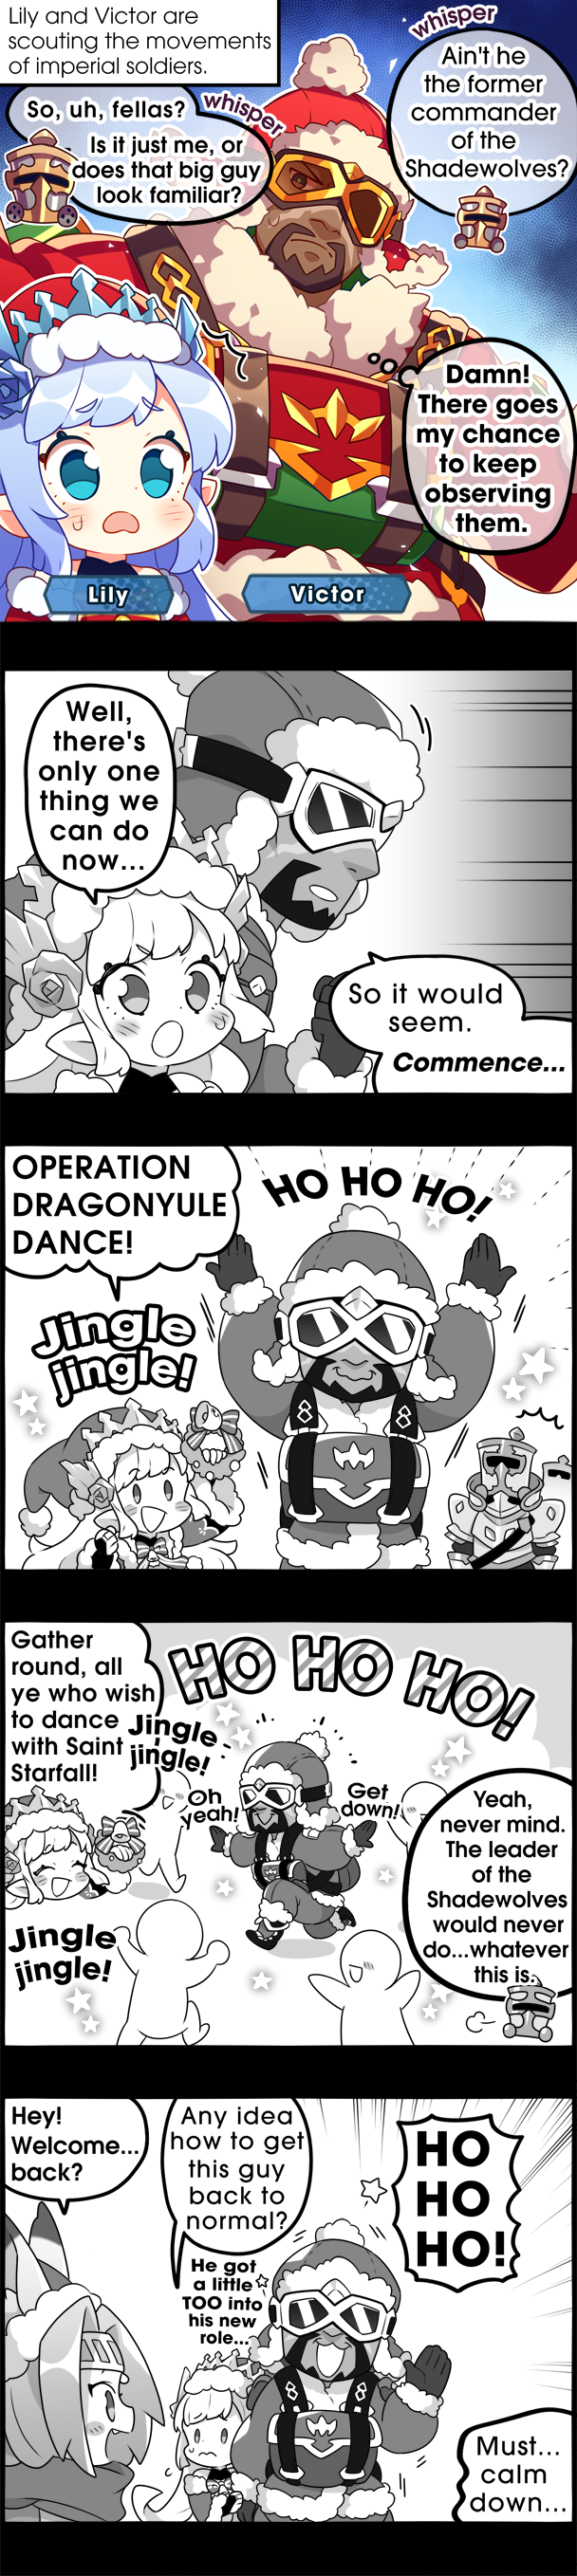 Lily and Victor are
scouting the movements
of imperial soldiers.
whisper
Ain't he
the former
commander
of the
Shadewolves?
So, uh, fellas?
whisper
Is it just me, or
does that big guy
look familiar?
Damn!
There goes
my chance
to keep
observing
them.
Lily
Victor
Well,
there's
only one
thing we
can do
now...
So it would
seem.
Commence...
OPERATION
DRAGONYULE
DANCE!
HO HO HO!
Jingle
jingle!
Gather
round, all
ye who wish
to dance
with Saint
Starfall!
HO HO HO!
Jingle
jingle!
Oh
yeah!
Get
down!
Yeah,
never mind.
The leader
of the
Shadewolves
would never
do...whatever
this is.
Jingle
jingle!
Hey!
Welcome...
back?
Any idea
how to get
this guy
back to
normal?
He got
a little
TOO into
his new
role...
HO
HO
HO!
Must...
calm
down...